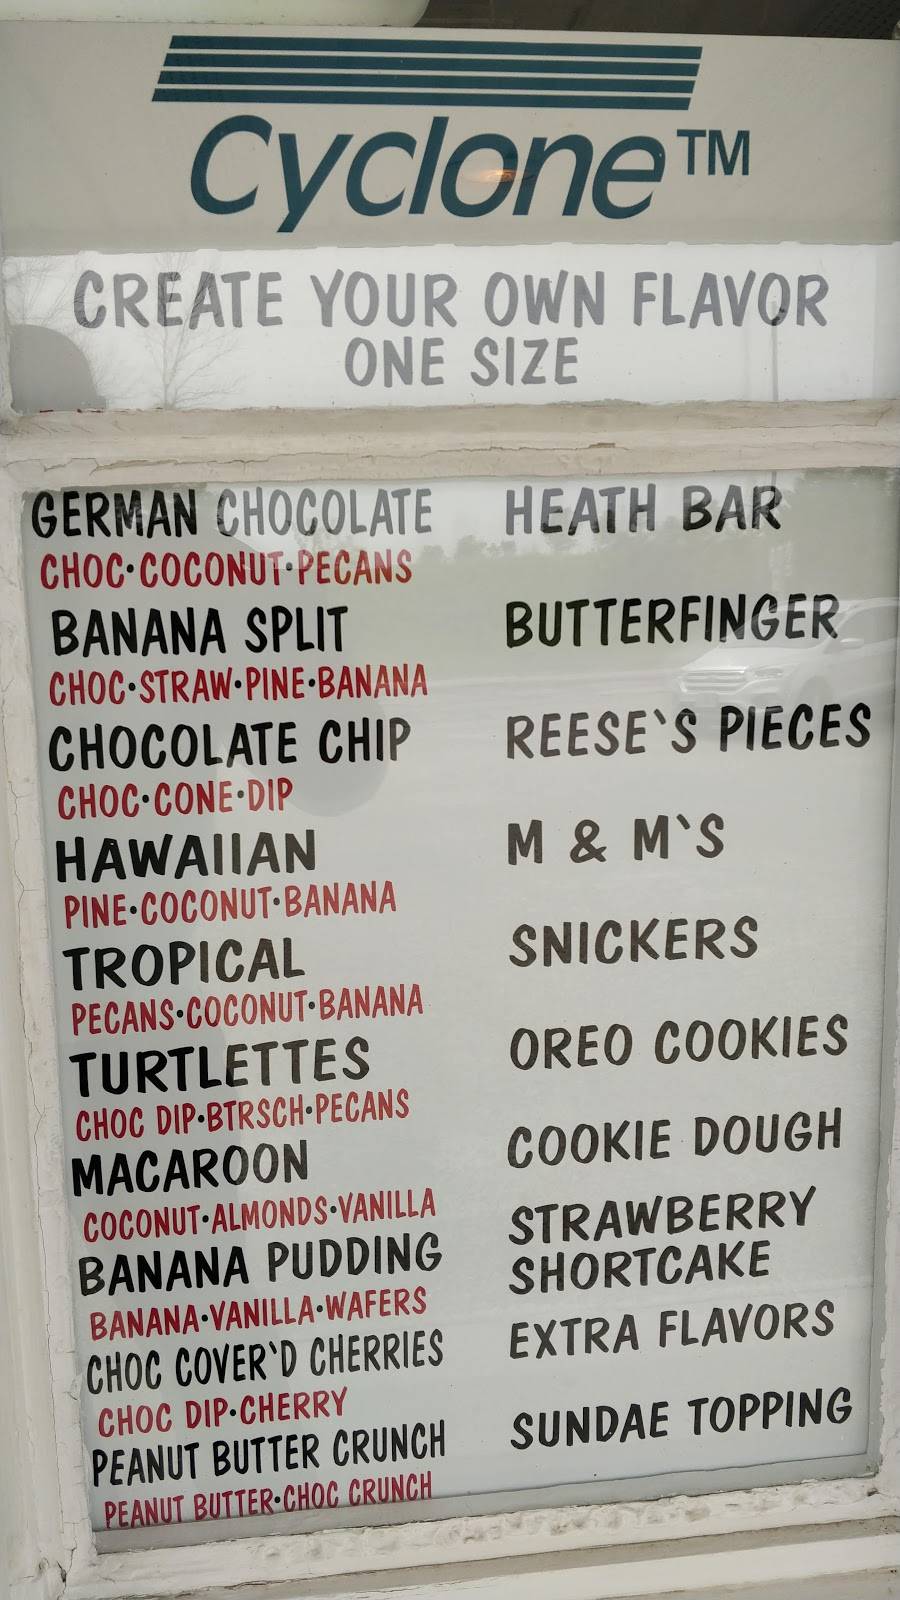 Cyclone™
CREATE YOUR OWN FLAVOR
ONE SIZE
GERMAN CHOCOLATE
CHOC•COCONUT•PECANS
BANANA SPLIT
CHOC•STRAW•PINE•BANANA
CHOCOLATE CHIP
CHOC•CONE•DIP
HAWAIIAN
PINE•COCONUT•BANANA
TROPICAL
PECANS•COCONUT•BANANA
TURTLETTES
CHOC DIP•BTRSCH•PECANS
MACAROON
COCONUT•ALMONDS•VANILLA
BANANA PUDDING
BANANA•VANILLA•WAFERS
CHOC COVER`D CHERRIES
CHOC DIP•CHERRY
PEANUT BUTTER CRUNCH
PEANUT BUTTER•CHOC CRUNCH
HEATH BAR
BUTTERFINGER
REESE`S PIECES
M & M`S
SNICKERS
OREO COOKIES
COOKIE DOUGH
STRAWBERRY
SHORTCAKE
EXTRA FLAVORS
SUNDAE TOPPING